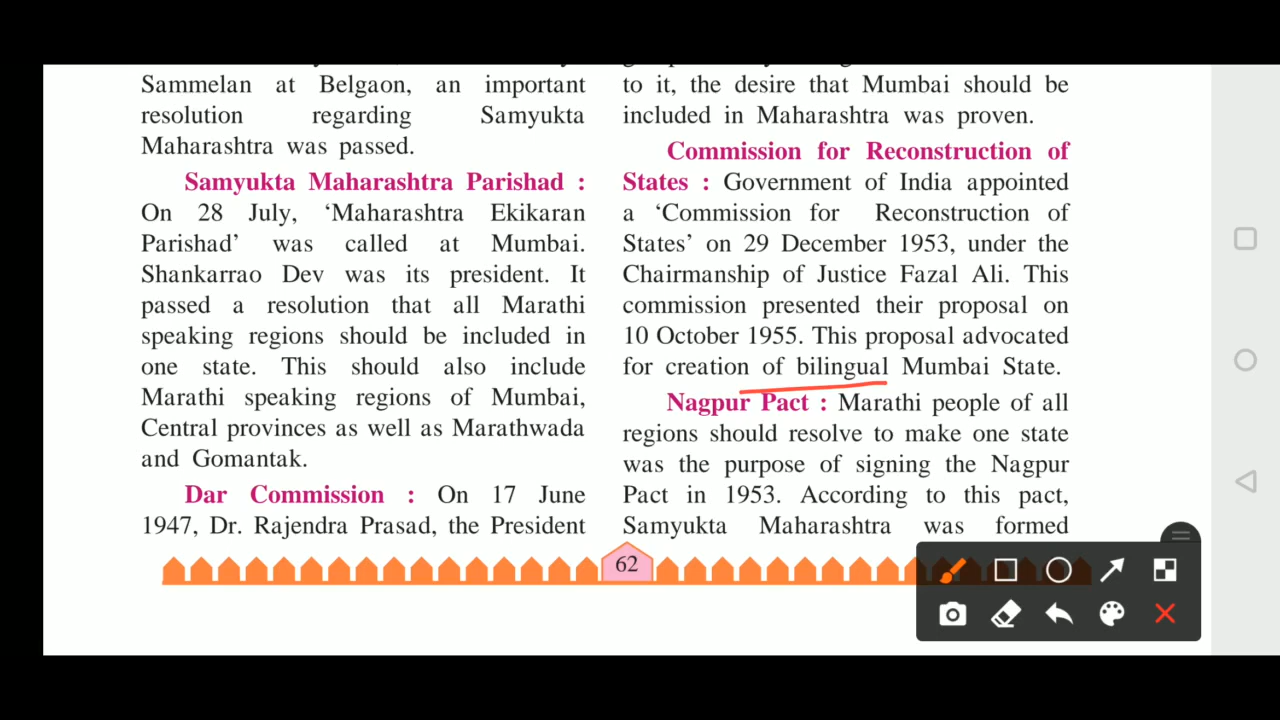 Sammelan at Belgaon, an important
resolution regarding Samyukta
Maharashtra was passed.
Samyukta Maharashtra Parishad :
On 28 July, ‘Maharashtra Ekikaran
Parishad’ was called at Mumbai.
Shankarrao Dev was its president. It
passed a resolution that all Marathi
speaking regions should be included in
one state. This should also include
Marathi speaking regions of Mumbai,
Central provinces as well as Marathwada
and Gomantak.
Dar Commission : On 17 June
1947, Dr. Rajendra Prasad, the President
to it, the desire that Mumbai should be
included in Maharashtra was proven.
Commission for Reconstruction of
States : Government of India appointed
a ‘Commission for Reconstruction of
States’ on 29 December 1953, under the
Chairmanship of Justice Fazal Ali. This
commission presented their proposal on
10 October 1955. This proposal advocated
for creation of bilingual Mumbai State.
Nagpur Pact : Marathi people of all
regions should resolve to make one state
was the purpose of signing the Nagpur
Pact in 1953. According to this pact,
Samyukta Maharashtra was formed
62